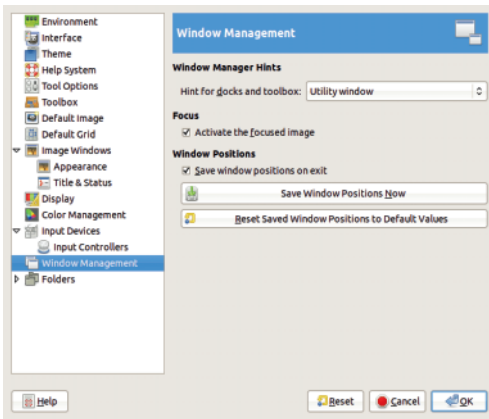 Environment
Interface
Theme
Help System
Tool Options
Toolbox
Default Image
Default Grid
Image Windows
Appearance
Title & Status
Display
Color Management
Input Devices
Input Controllers
Window Management
Folders
Window Management
Window Manager Hints
Hint for docks and toolbox: Utility window
Focus
Activate the focused image
Window Positions
Save window positions on exit
Save Window Positions Now
Reset Saved Window Positions to Default Values
Help Reset Cancel OK